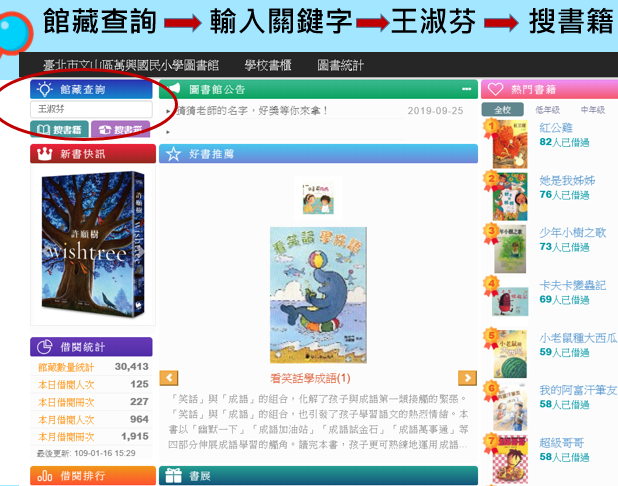 館藏查詢 ➡ 輸入關鍵字➡王淑芬 ➡ 搜書籍
臺北市文山區萬興國民小學圖書館 學校書櫃 圖書統計
館藏查詢
王淑芬
搜書籍
新書快訊
許願樹
wishtree
借閱統計
館藏數量統計 30,413
本日借閱人次 125
本日借閱冊次 227
本月借閱人次 964
本月借閱冊次 1,915
最後更新: 109-01-16 15:29
借閱排行
圖書館公告
猜猜老師的名字，好獎等你來拿！ 2019-09-25
好書推薦
看笑話學成語
看笑話學成語(1)
「笑話」與「成語」的組合，化解了孩子與成語第一類接觸的緊張。
「笑話」與「成語」的組合，也引發了孩子學習語文的熱烈情緒。本
書以「幽默一下」「成語加油站」「成語試金石」「成語萬事通」等
四部分伸展成語學習的觸角。讀完本書，孩子更可熟練地運用成語...
書展
熱門書籍
全校 低年級 中年級
1
紅公雞
82人已借過
2
她是我姊姊
76人已借過
3
少年小樹之歌
73人已借過
4
卡夫卡變蟲記
69人已借過
5
小老鼠種大西瓜
59人已借過
6
我的阿富汗筆友
58人已借過
7
超級哥哥
58人已借過